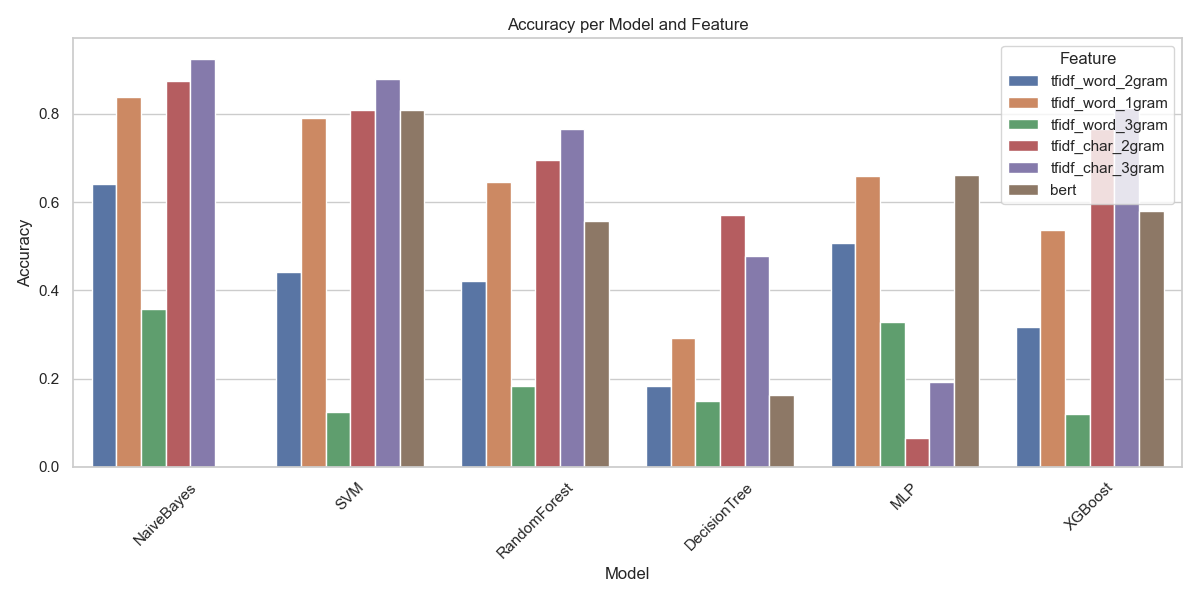 Accuracy per Model and Feature
Feature
tfidf_word_2gram
tfidf_word_1gram
tfidf_word_3gram
tfidf_char_2gram
tfidf_char_3gram
bert
Accuracy
0.8
0.6
0.4
0.2
0.0
NaiveBayes
SVM
RandomForest
DecisionTree
MLP
XGBoost
Model